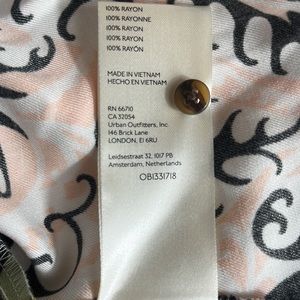 100% RAYON
100% RAYONNE
100% RAYON
100% RAYON
100% RAYÓN
MADE IN VIETNAM
HECHO EN VIETNAM
RN 66710
CA 32054
Urban Outfitters, Inc.
146 Brick Lane
LONDON, E1 6RU
Leidsestraat 32, 1017 PB
Amsterdam, Netherlands
OB1331718